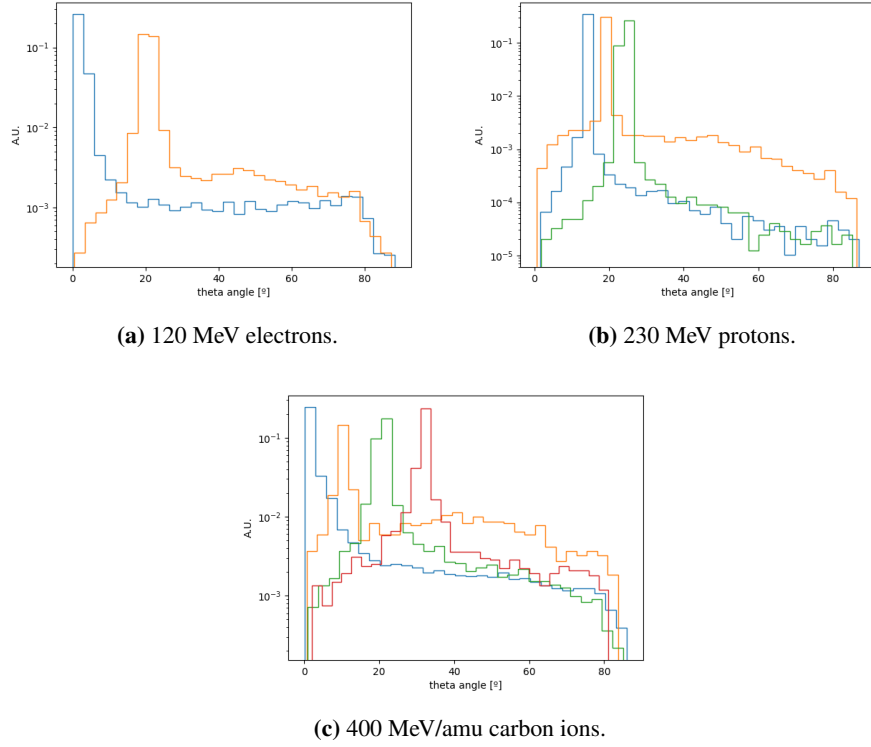 A.U.
10⁻¹
10⁻²
10⁻³
0 20 40 60 80
theta angle [º]
(a) 120 MeV electrons.
A.U.
10⁻¹
10⁻²
10⁻³
10⁻⁴
10⁻⁵
0 20 40 60 80
theta angle [º]
(b) 230 MeV protons.
A.U.
10⁻¹
10⁻²
10⁻³
0 20 40 60 80
theta angle [º]
(c) 400 MeV/amu carbon ions.